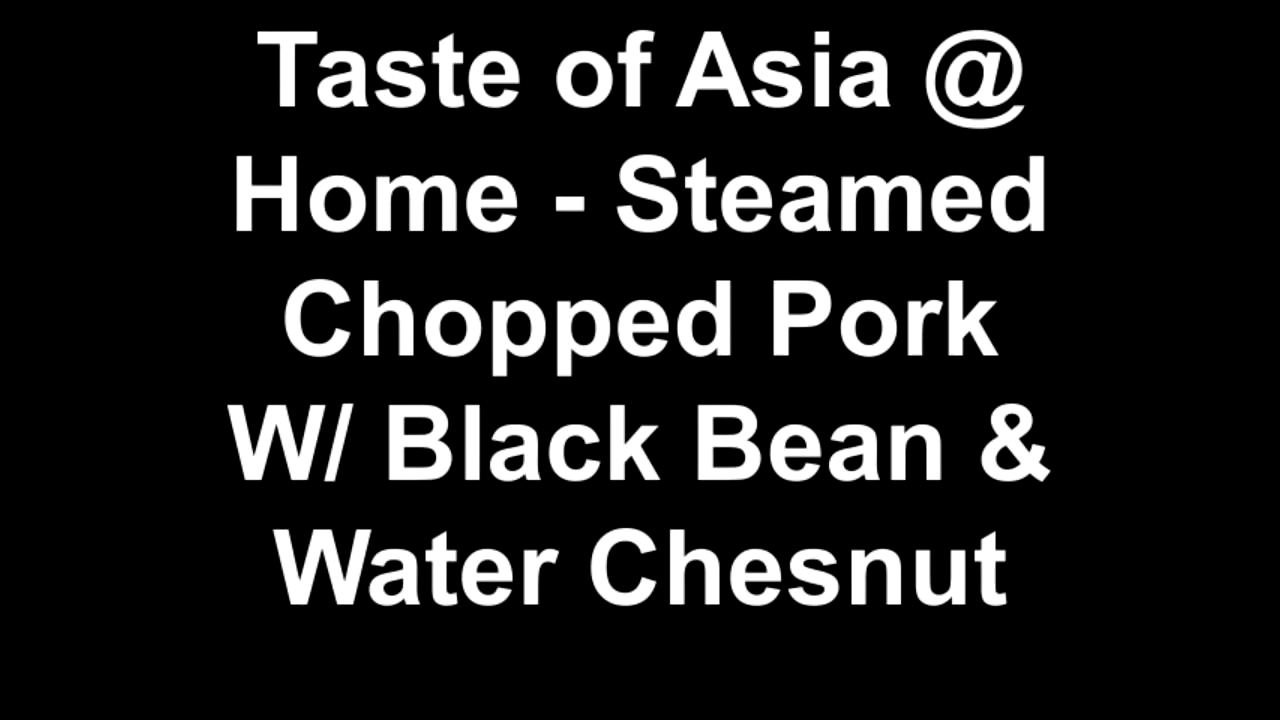 Taste of Asia @
Home - Steamed
Chopped Pork
W/ Black Bean &
Water Chesnut